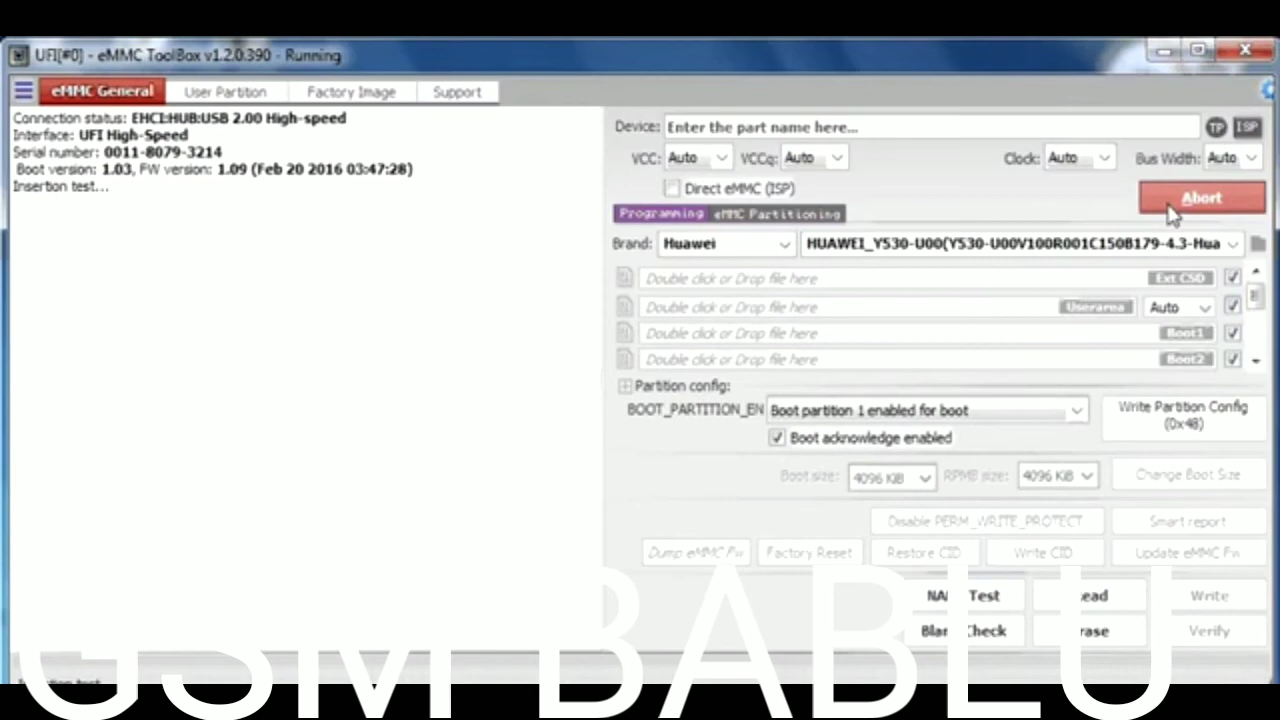 UFI[#0] - eMMC ToolBox v1.2.0.390 - Running
eMMC General User Partition Factory Image Support
Connection status: EHCI:HUB:USB 2.00 High-speed
Interface: UFI High-Speed
Serial number: 0011-8079-3214
Boot version: 1.03, FW version: 1.09 (Feb 20 2016 03:47:28)
Insertion test...
Device: Enter the part name here... TP ISP
VCC: Auto VCCq: Auto Clock: Auto Bus Width: Auto
Direct eMMC (ISP)
Abort
Programming eMMC Partitioning
Brand: Huawei HUAWEI_Y530-U00(Y530-U00V100R001C150B179-4.3-Hua
Double click or Drop file here Ext CSD
Double click or Drop file here Userarea Auto
Double click or Drop file here Boot1
Double click or Drop file here Boot2
Partition config:
BOOT_PARTITION_EN Boot partition 1 enabled for boot Write Partition Config
(0x48)
Boot acknowledge enabled
Boot size: 4096 KiB RPMB size: 4096 KiB Change Boot Size
Disable PERM_WRITE_PROTECT Smart report
Dump eMMC Fw Factory Reset Restore CID Write CID Update eMMC Fw
Test Write
Verify
GSM BABLU